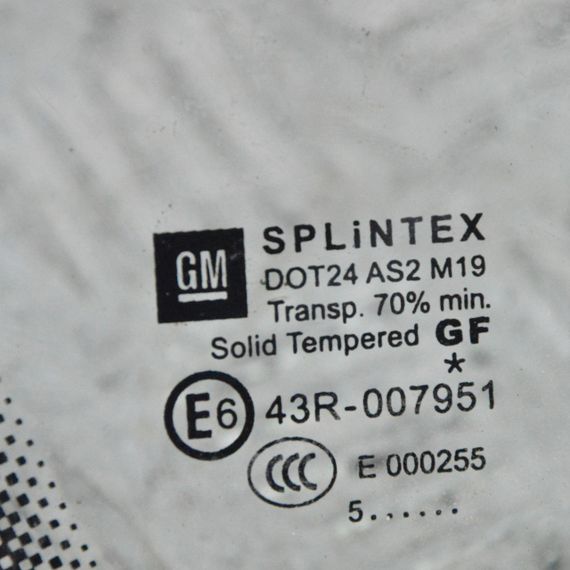 GM
SPLiNTEX
DOT24 AS2 M19
Transp. 70% min.
Solid Tempered GF
*
E6 43R-007951
CCC E 000255
5......